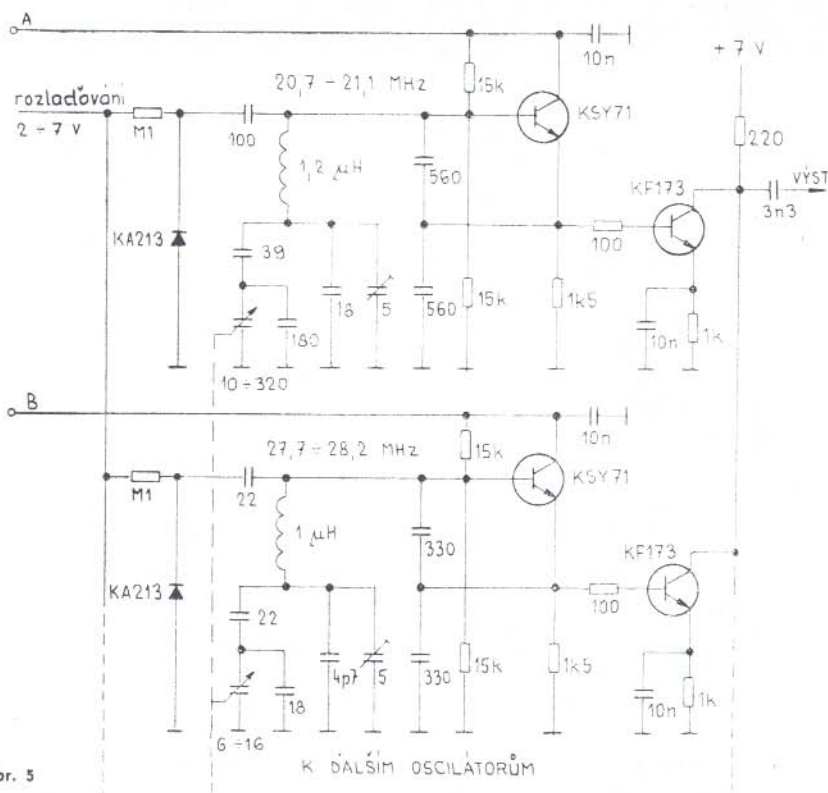 A
10n
+ 7 V
20,7 – 21,1 MHz
15k
KSY71
rozlaďování
2 ÷ 7 V
M1
100
220
1,2 µH
560
KF173
VÝST
3n3
KA213
39
100
18
5
560
15k
1k5
180
10n
1k
10÷320
B
10n
27,7 ÷ 28,2 MHz
15k
KSY71
M1
22
1 µH
330
KF173
KA213
22
100
4p7
5
330
15k
1k5
18
10n
1k
6 ÷16
K DALŠÍM OSCILÁTORŮM
br. 5